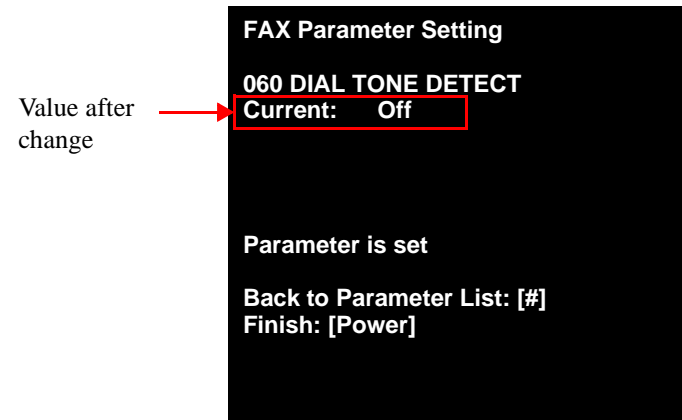 FAX Parameter Setting
060 DIAL TONE DETECT
Value after
change
Current: Off
Parameter is set
Back to Parameter List: [#]
Finish: [Power]